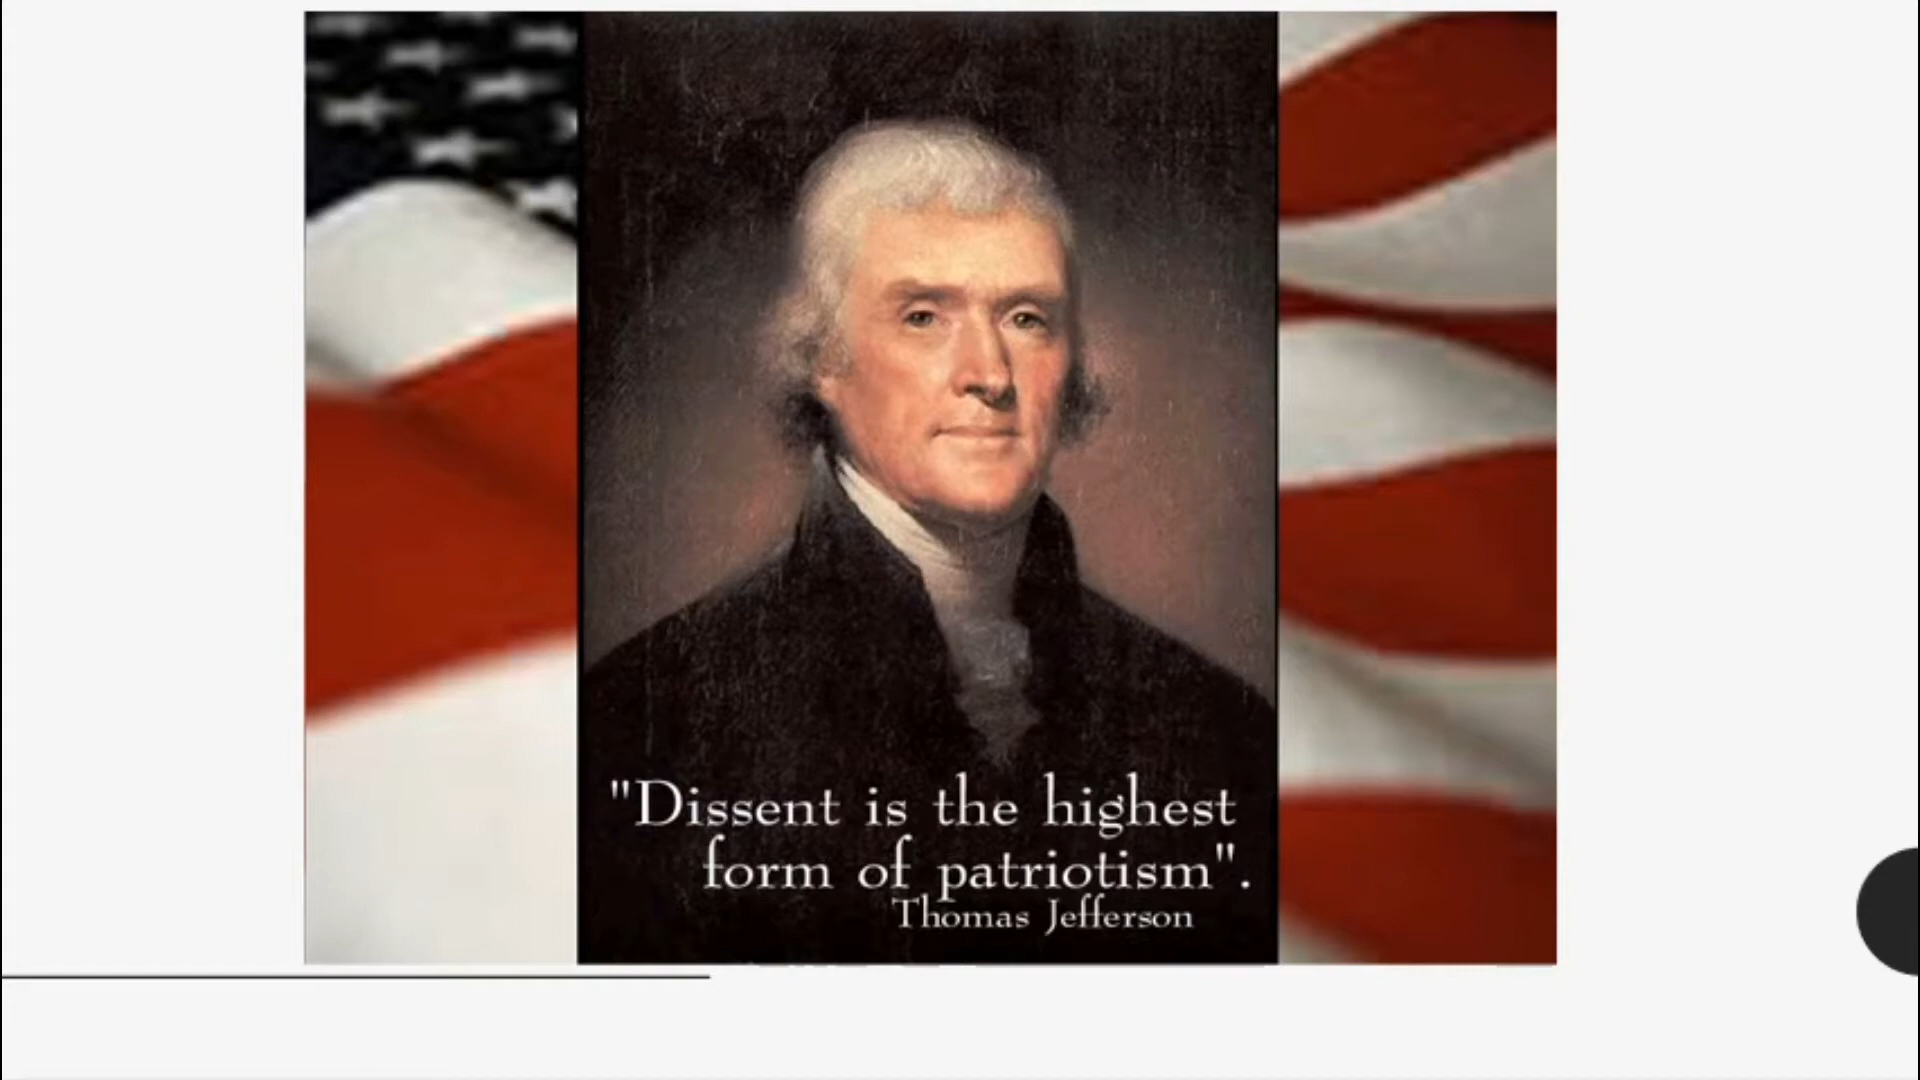 "Dissent is the highest
form of patriotism".
Thomas Jefferson